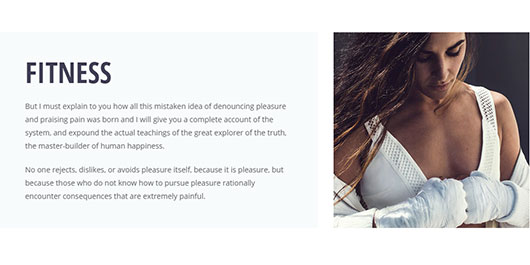 FITNESS
But I must explain to you how all this mistaken idea of denouncing pleasure
and praising pain was born and I will give you a complete account of the
system, and expound the actual teachings of the great explorer of the truth,
the master-builder of human happiness.
No one rejects, dislikes, or avoids pleasure itself, because it is pleasure, but
because those who do not know how to pursue pleasure rationally
encounter consequences that are extremely painful.